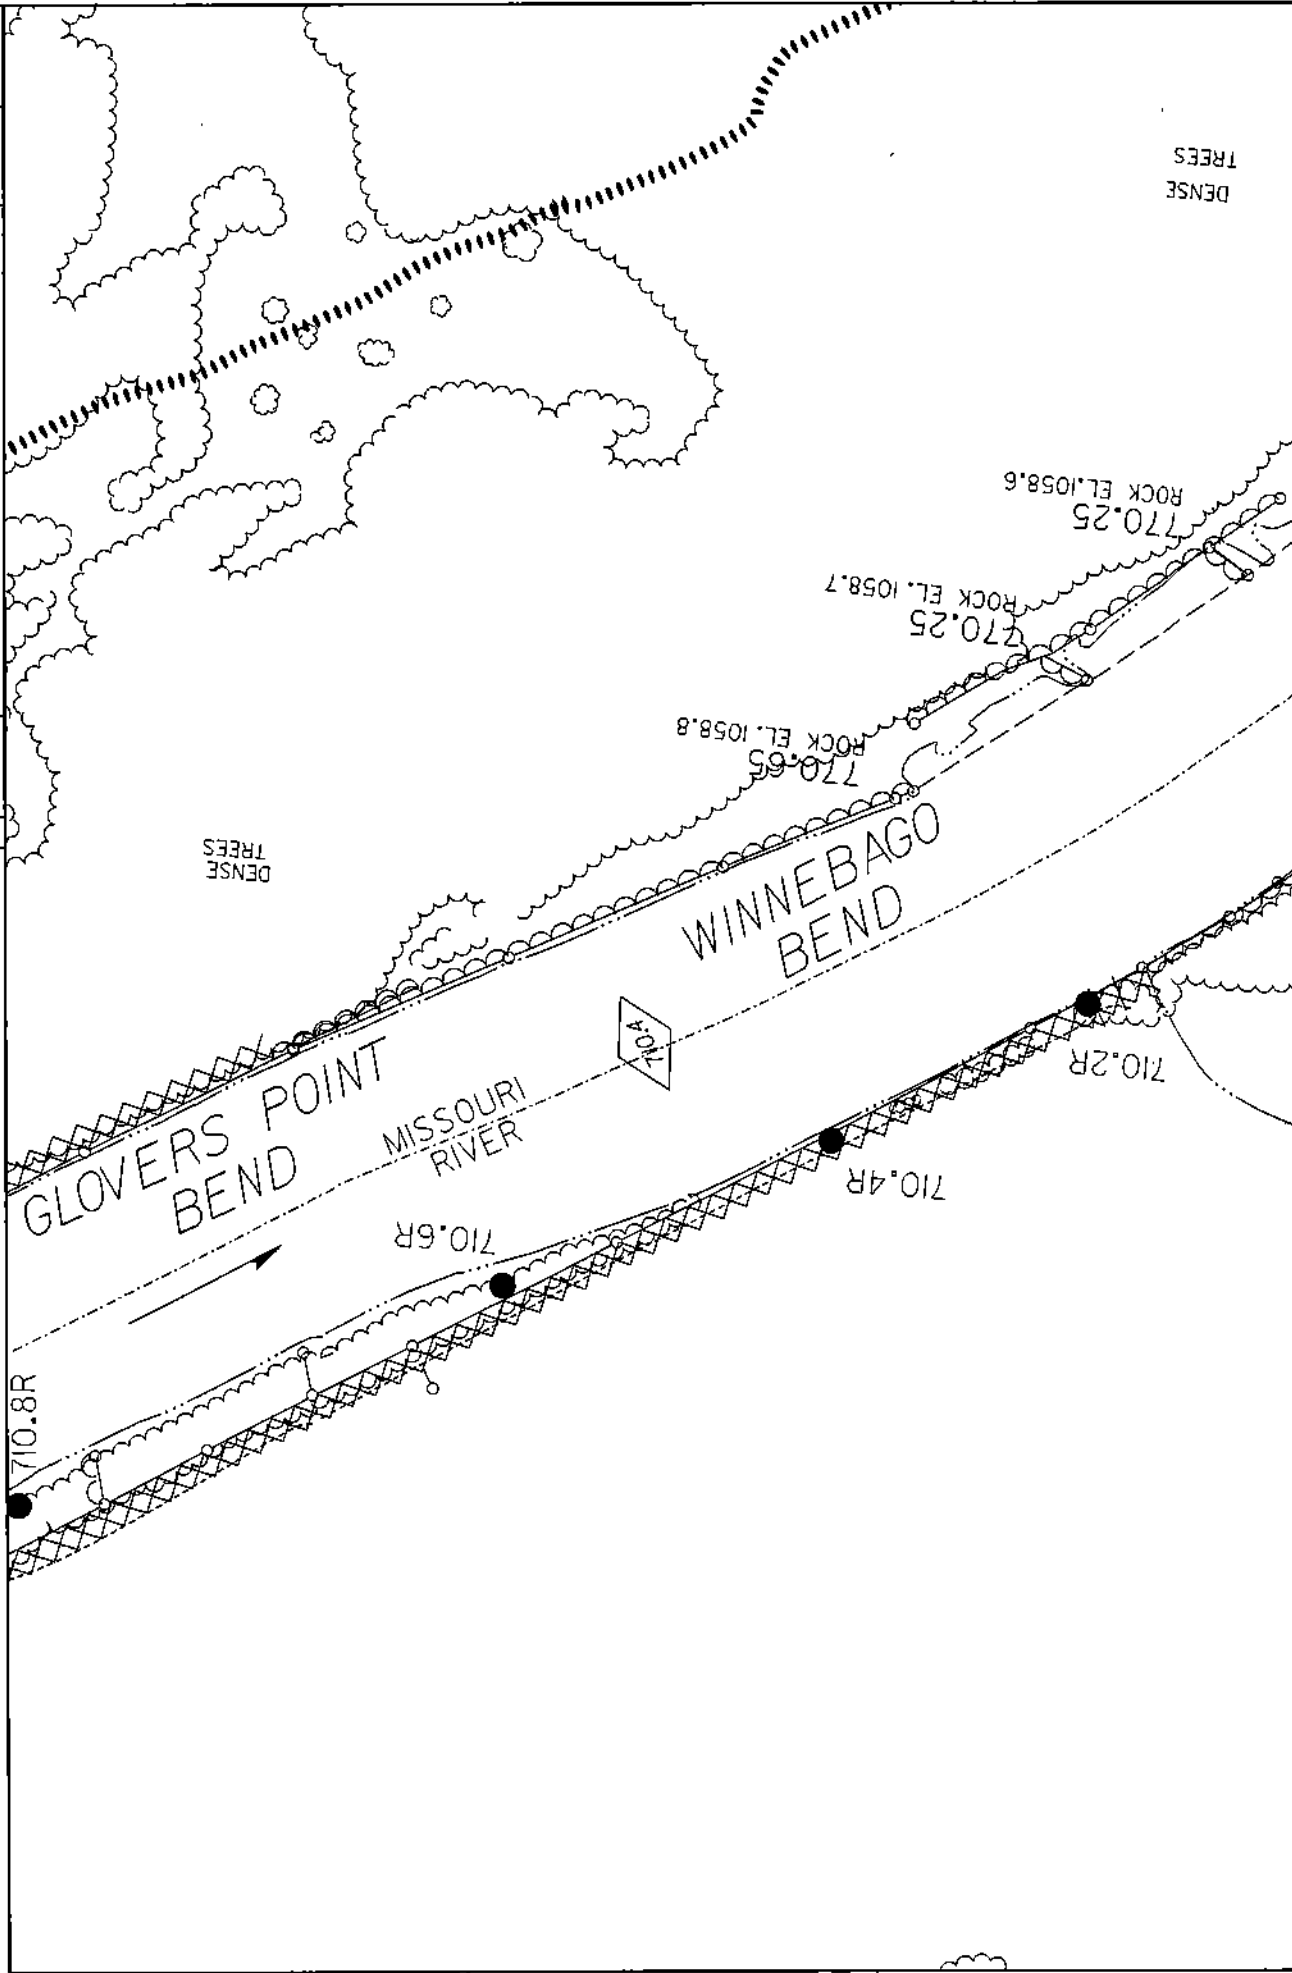 DENSE
TREES
770.25
ROCK EL. 1058.6
770.25
ROCK EL. 1058.7
770.65
ROCK EL. 1058.8
DENSE
TREES
WINNEBAGO
BEND
710.4
GLOVERS POINT
BEND
MISSOURI
RIVER
710.2R
710.4R
710.6R
710.8R